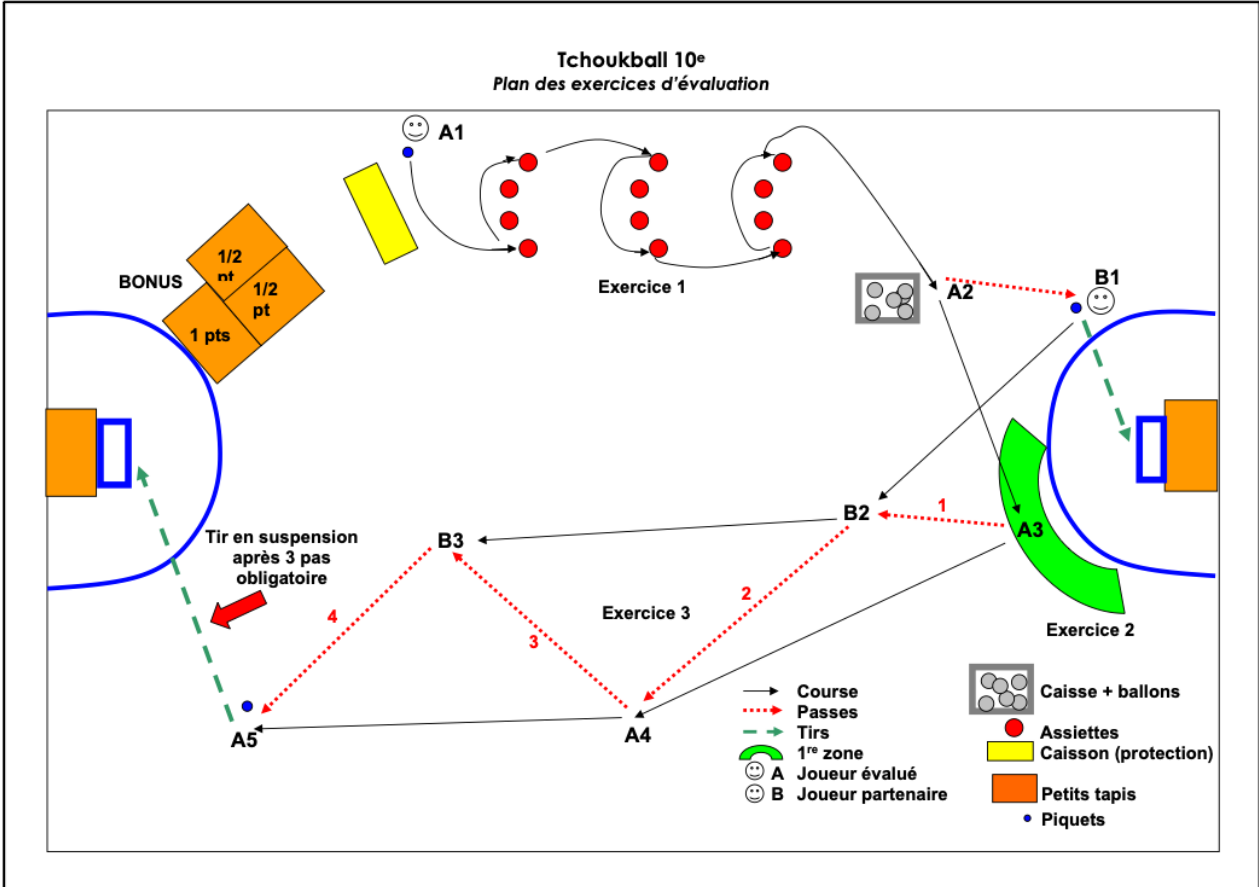 Tchoukball 10e
Plan des exercices d'évaluation
A1
1/2
pt
BONUS
1/2
pt
1 pts
Exercice 1
A2
B1
B2
1
A3
Tir en suspension
après 3 pas
obligatoire
B3
4
2
3
Exercice 3
Exercice 2
A5
A4
Course
Passes
Tirs
1re zone
A Joueur évalué
B Joueur partenaire
Caisse + ballons
Assiettes
Caisson (protection)
Petits tapis
Piquets